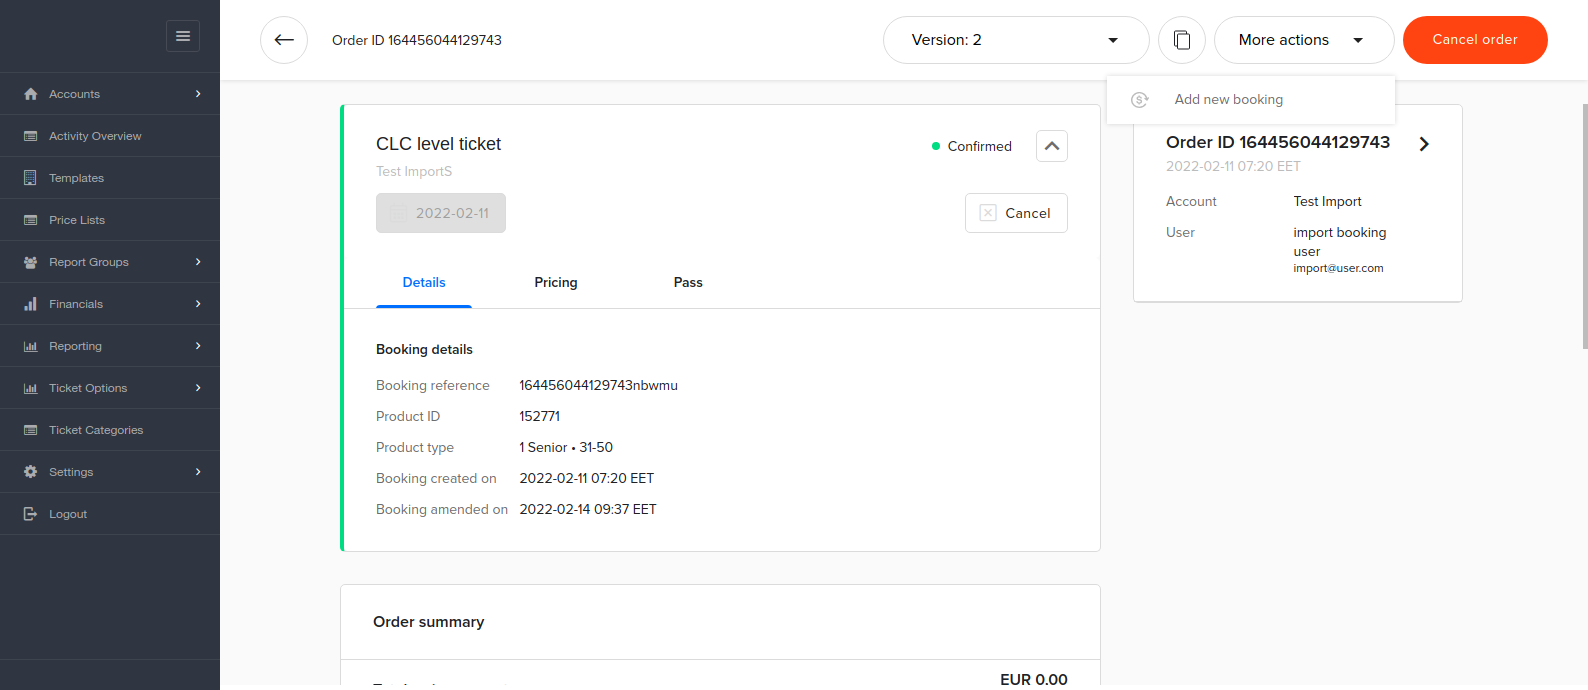 Accounts
Activity Overview
Templates
Price Lists
Report Groups
Financials
Reporting
Ticket Options
Ticket Categories
Settings
Logout
Order ID 164456044129743
Version: 2
More actions
Cancel order
Add new booking
CLC level ticket
Confirmed
Test ImportS
2022-02-11
Cancel
Details
Pricing
Pass
Booking details
Booking reference 164456044129743nbwmu
Product ID 152771
Product type 1 Senior • 31-50
Booking created on 2022-02-11 07:20 EET
Booking amended on 2022-02-14 09:37 EET
Order summary
EUR 0.00
Order ID 164456044129743
2022-02-11 07:20 EET
Account Test Import
User import booking
user
import@user.com